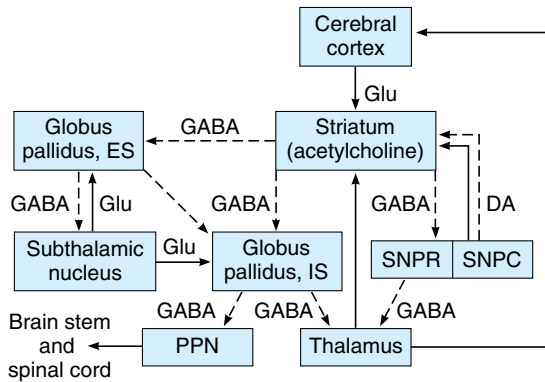 Cerebral
cortex
Glu
GABA
Globus
pallidus, ES
Striatum
(acetylcholine)
GABA
Glu
GABA
GABA
DA
Subthalamic
nucleus
Glu
Globus
pallidus, IS
SNPR
SNPC
GABA
GABA
GABA
Brain stem
and
spinal cord
PPN
Thalamus